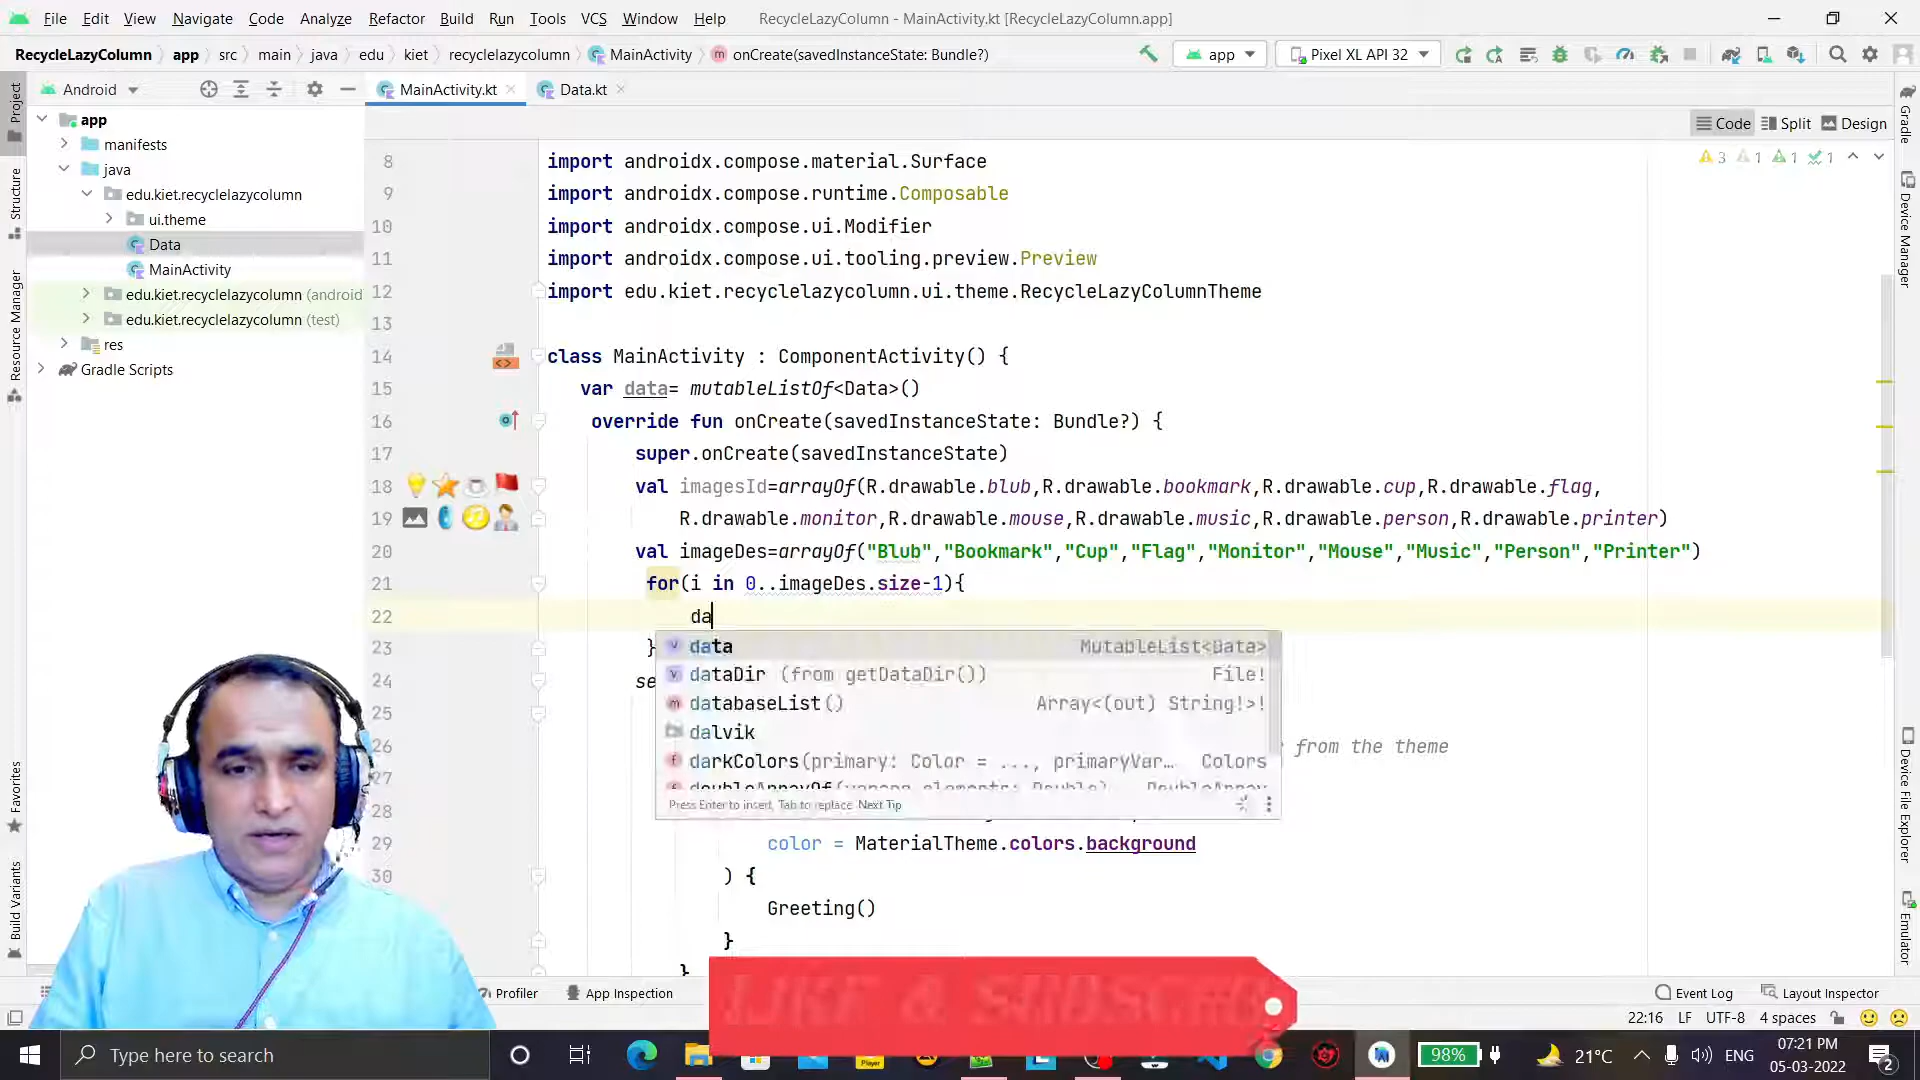 File Edit View Navigate Code Analyze Refactor Build Run Tools VCS Window Help RecycleLazyColumn - MainActivity.kt [RecycleLazyColumn.app]
RecycleLazyColumn app src main java edu kiet recyclelazycolumn MainActivity onCreate(savedInstanceState: Bundle?) app Pixel XL API 32
Android MainActivity.kt Data.kt
Code Split Design
3 1 1 1
Project
Structure
Resource Manager
Favorites
Build Variants
app
manifests
java
edu.kiet.recyclelazycolumn
ui.theme
Data
MainActivity
edu.kiet.recyclelazycolumn (android
edu.kiet.recyclelazycolumn (test)
res
Gradle Scripts
8 import androidx.compose.material.Surface
9 import androidx.compose.runtime.Composable
10 import androidx.compose.ui.Modifier
11 import androidx.compose.ui.tooling.preview.Preview
12 import edu.kiet.recyclelazycolumn.ui.theme.RecycleLazyColumnTheme
13
14 class MainActivity : ComponentActivity() {
15 var data= mutableListOf<Data>()
16 override fun onCreate(savedInstanceState: Bundle?) {
17 super.onCreate(savedInstanceState)
18 val imagesId=arrayOf(R.drawable.blub,R.drawable.bookmark,R.drawable.cup,R.drawable.flag,
19 R.drawable.monitor,R.drawable.mouse,R.drawable.music,R.drawable.person,R.drawable.printer)
20 val imageDes=arrayOf("Blub","Bookmark","Cup","Flag","Monitor","Mouse","Music","Person","Printer")
21 for(i in 0..imageDes.size-1){
22 da
23 }
24 se
25
26 from the theme
27
28
29 color = MaterialTheme.colors.background
30 ) {
Greeting()
}
}
data MutableList<Data>
dataDir (from getDataDir()) File!
databaseList() Array<(out) String!>!
dalvik
darkColors(primary: Color = ..., primaryVar... Colors
doubleArrayOf(vararg elements: Double) DoubleArray
Press Enter to insert, Tab to replace Next Tip
Gradle
Device Manager
Device File Explorer
Emulator
Profiler App Inspection Event Log Layout Inspector
22:16 LF UTF-8 4 spaces
Type here to search
98% 21°C ENG
07:21 PM
05-03-2022
2